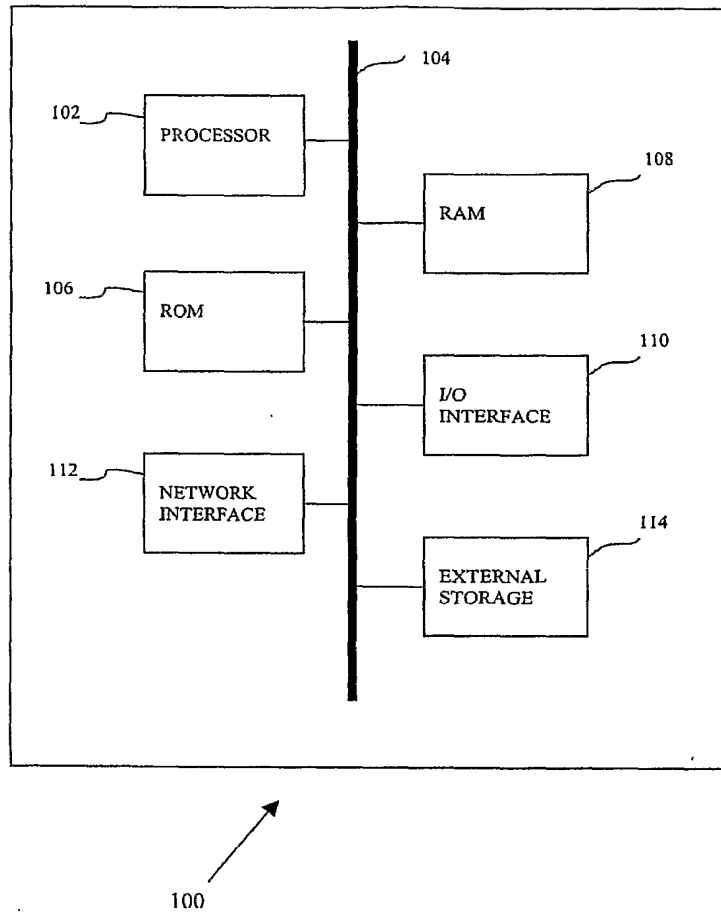 104
102
PROCESSOR
108
RAM
106
ROM
110
I/O
INTERFACE
112
NETWORK
INTERFACE
114
EXTERNAL
STORAGE
100